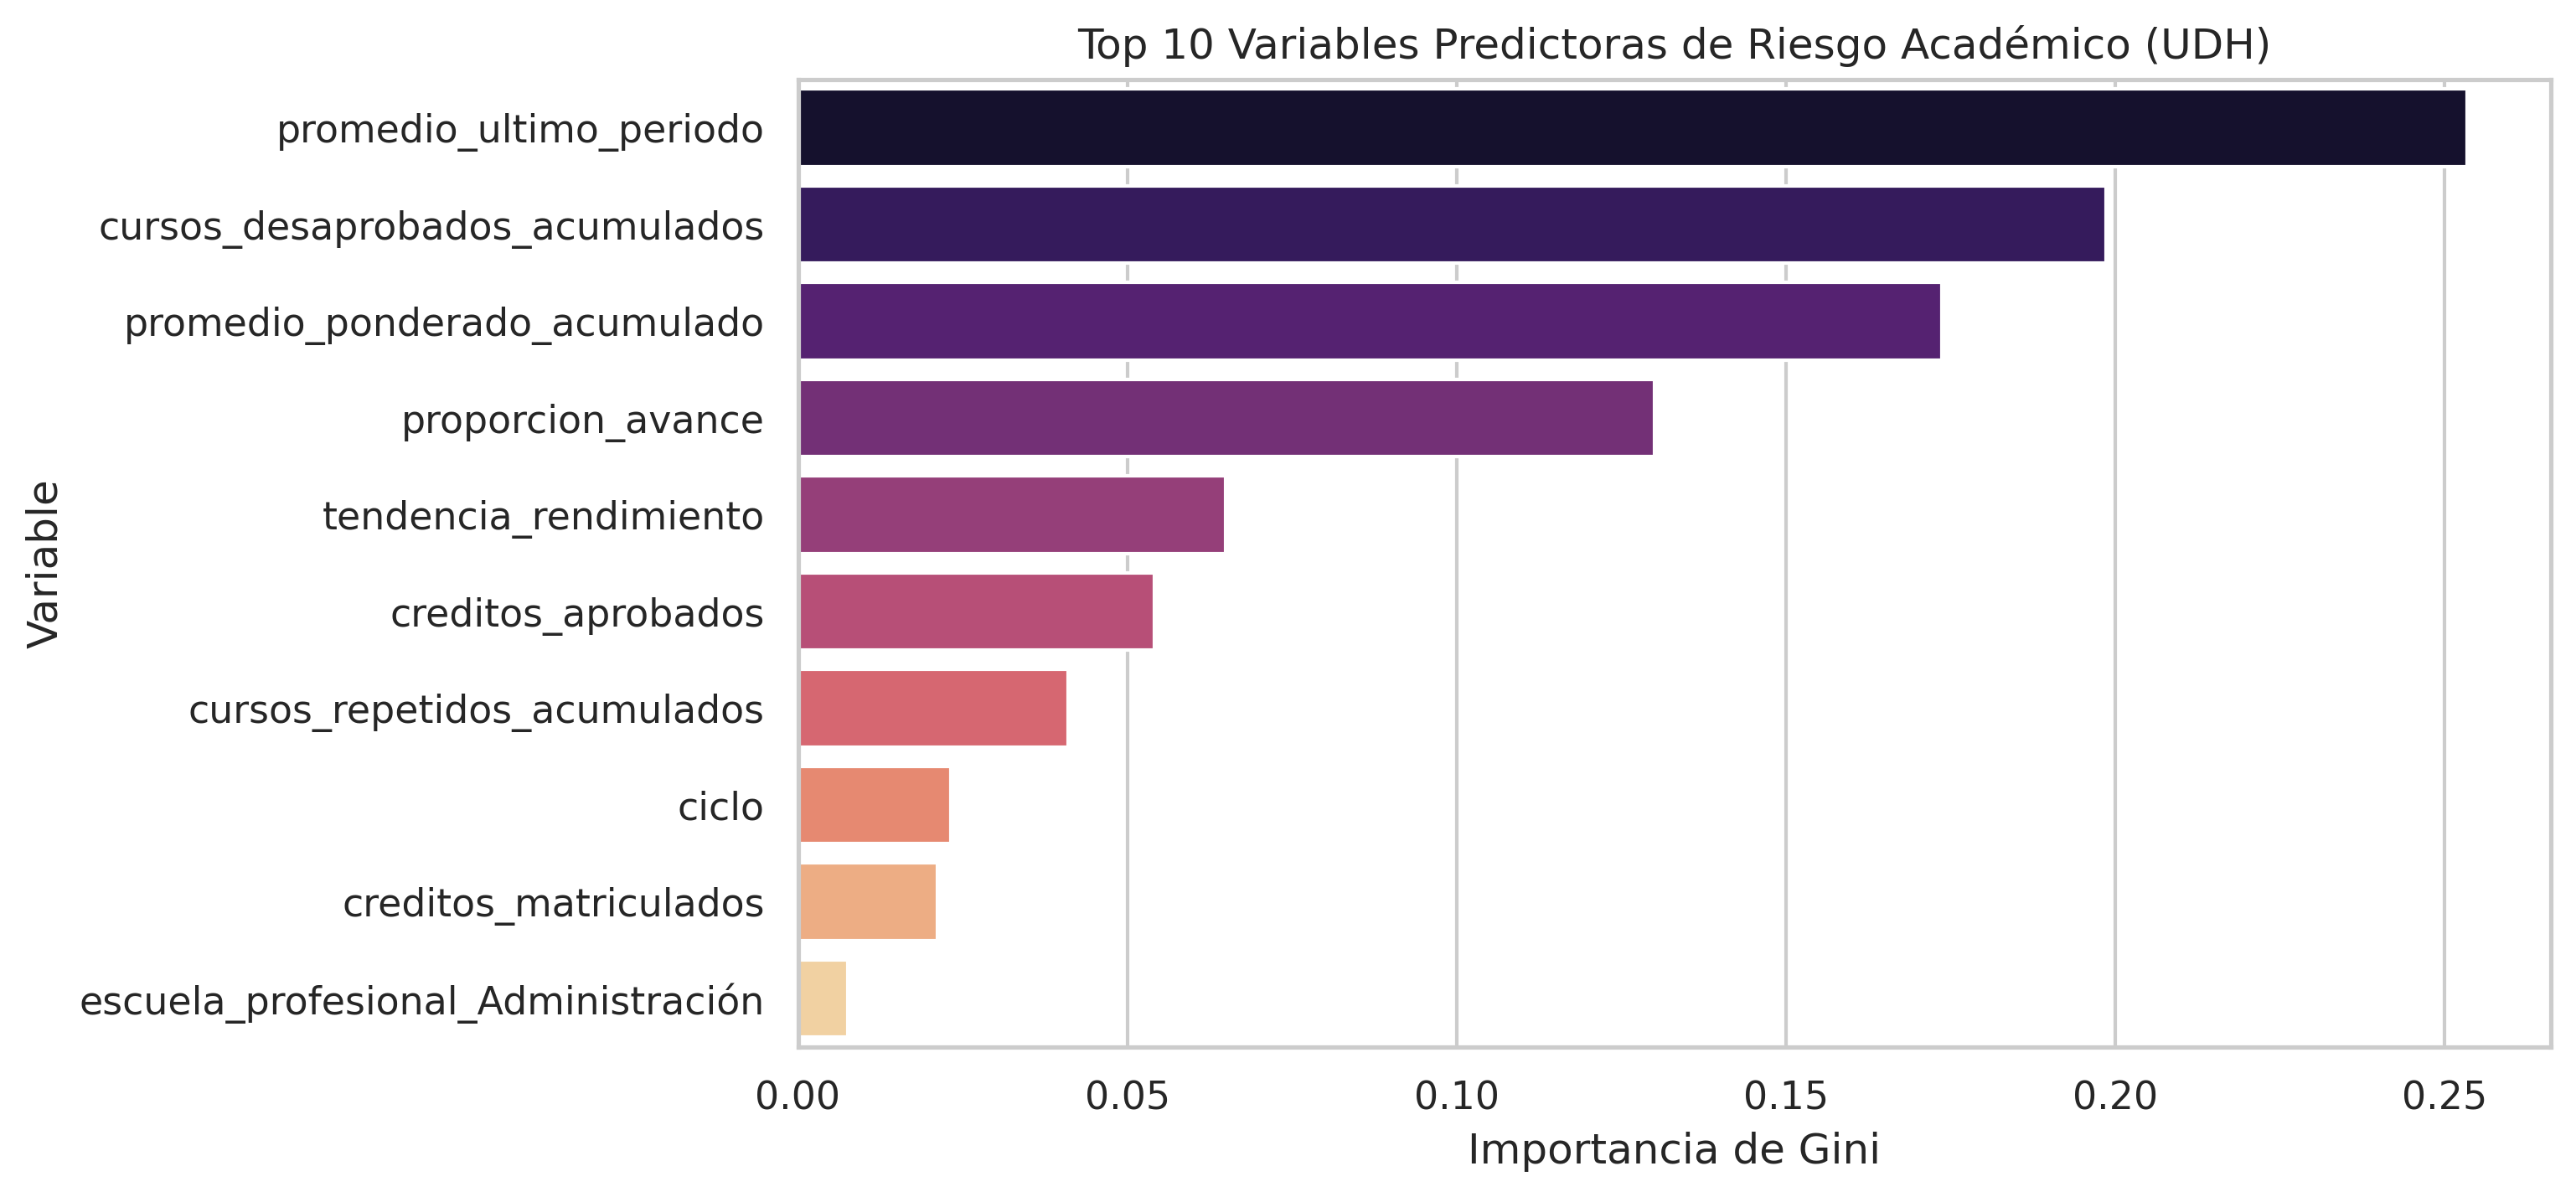 Top 10 Variables Predictoras de Riesgo Académico (UDH)
Variable
promedio_ultimo_periodo
cursos_desaprobados_acumulados
promedio_ponderado_acumulado
proporcion_avance
tendencia_rendimiento
creditos_aprobados
cursos_repetidos_acumulados
ciclo
creditos_matriculados
escuela_profesional_Administración
0.00 0.05 0.10 0.15 0.20 0.25
Importancia de Gini